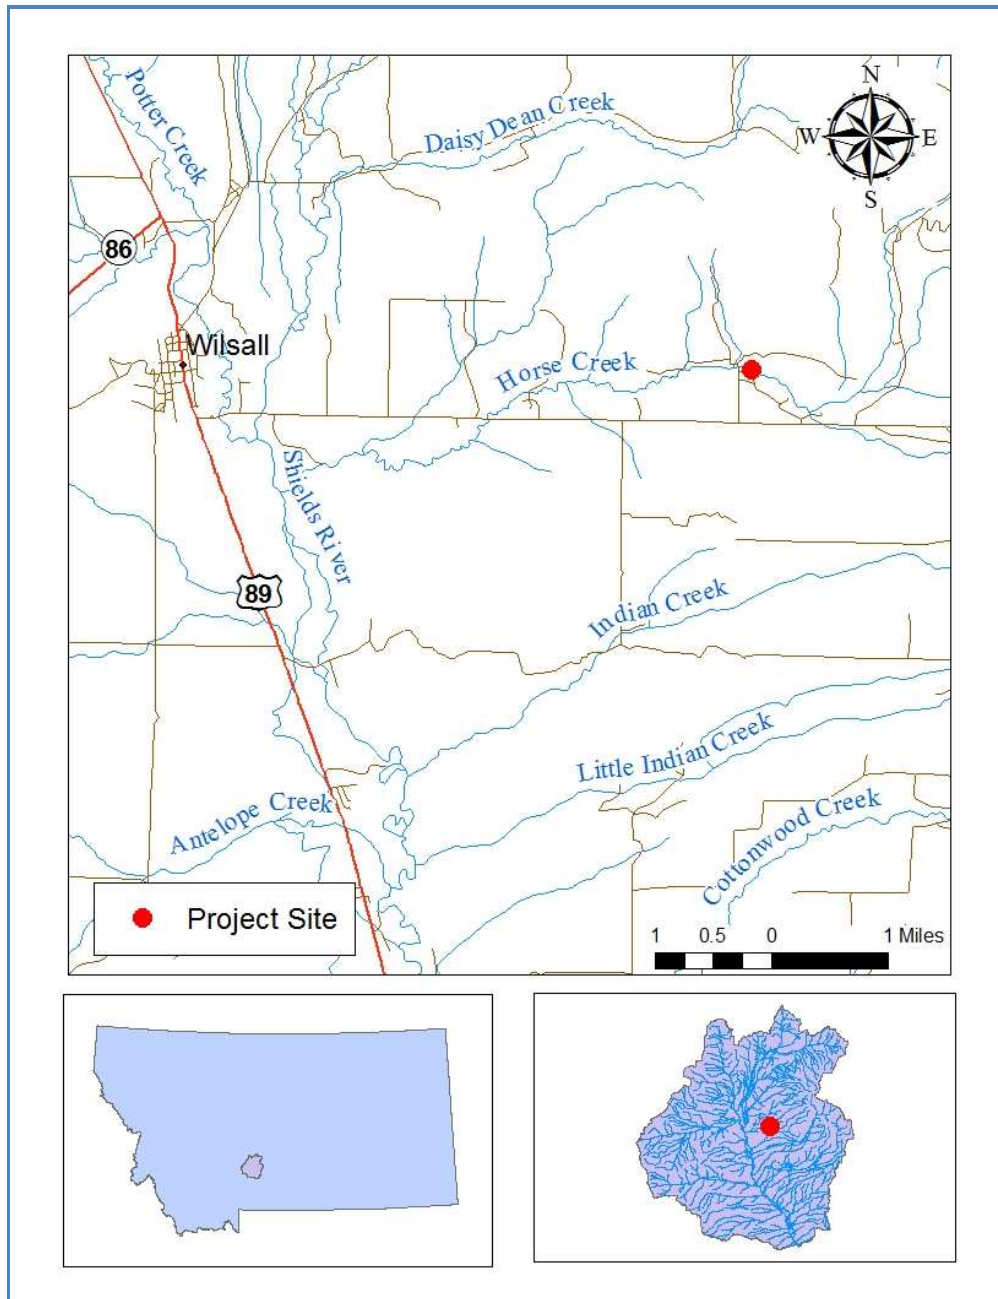 N
W E
S
Potter Creek
Daisy Dean Creek
86
Wilsall
Horse Creek
Shields River
89
Indian Creek
Little Indian Creek
Antelope Creek
Cottonwood Creek
Project Site
1 0.5 0 1 Miles